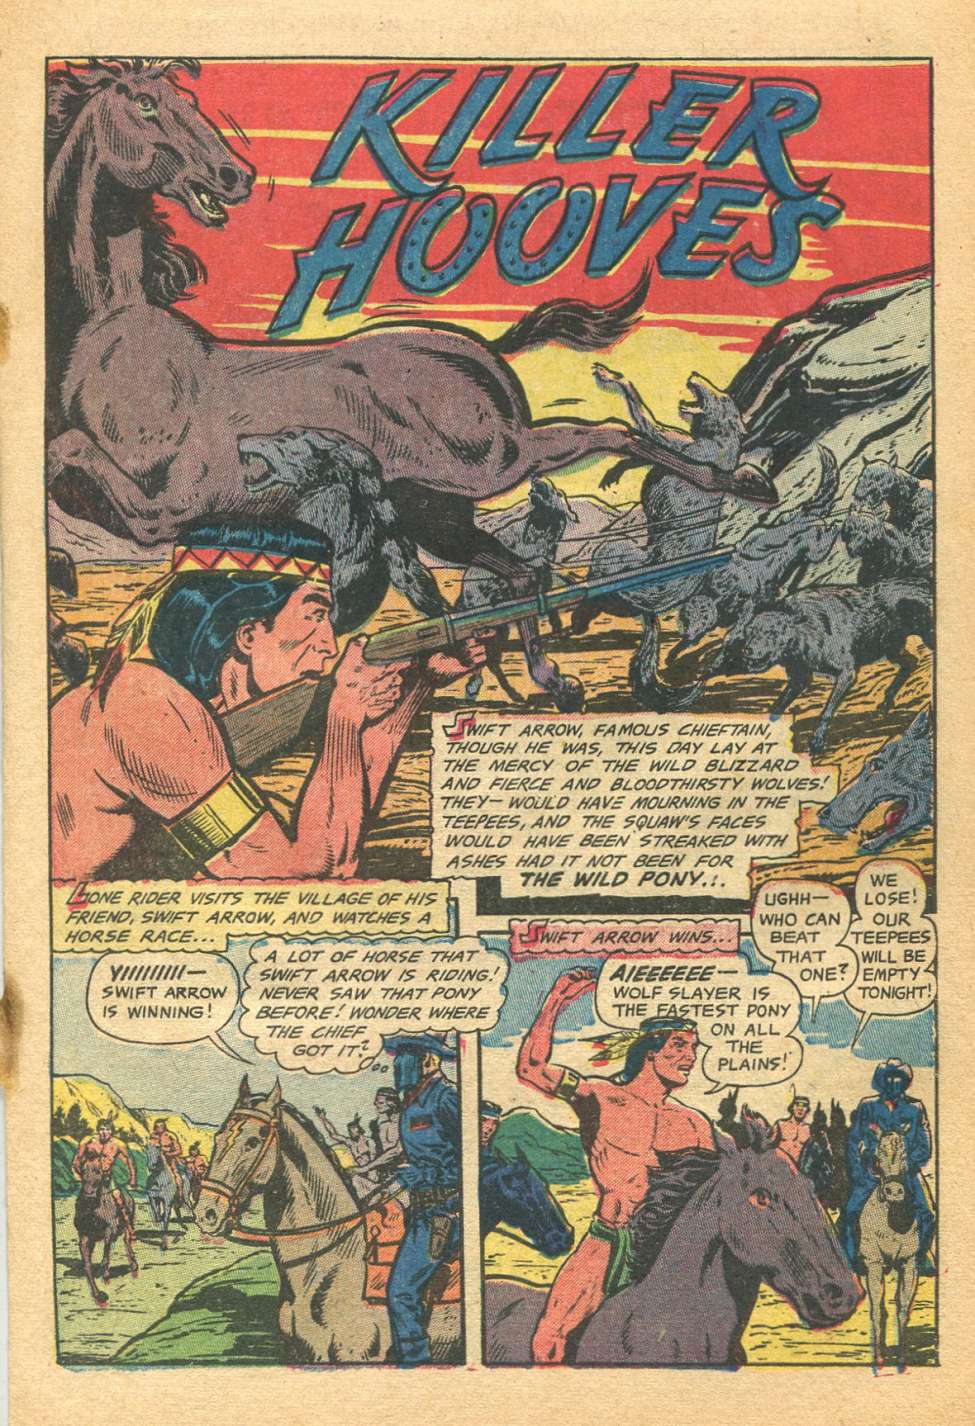 KILLER
HOOVES
SWIFT ARROW, FAMOUS CHIEFTAIN,
THOUGH HE WAS, THIS DAY LAY AT
THE MERCY OF THE WILD BLIZZARD
AND FIERCE AND BLOODTHIRSTY WOLVES!
THEY— WOULD HAVE MOURNING IN THE
TEEPEES, AND THE SQUAW'S FACES
WOULD HAVE BEEN STREAKED WITH
ASHES HAD IT NOT BEEN FOR
THE WILD PONY...
LONE RIDER VISITS THE VILLAGE OF HIS
FRIEND, SWIFT ARROW, AND WATCHES A
HORSE RACE...
YIIIIIIIII—
SWIFT ARROW
IS WINNING!
A LOT OF HORSE THAT
SWIFT ARROW IS RIDING!
NEVER SAW THAT PONY
BEFORE! WONDER WHERE
THE CHIEF
GOT IT?
SWIFT ARROW WINS...
AIEEEEEE—
WOLF SLAYER IS
THE FASTEST PONY
ON ALL
THE
PLAINS!
UGHH—
WHO CAN
BEAT
THAT
ONE?
WE
LOSE!
OUR
TEEPEES
WILL BE
EMPTY
TONIGHT!